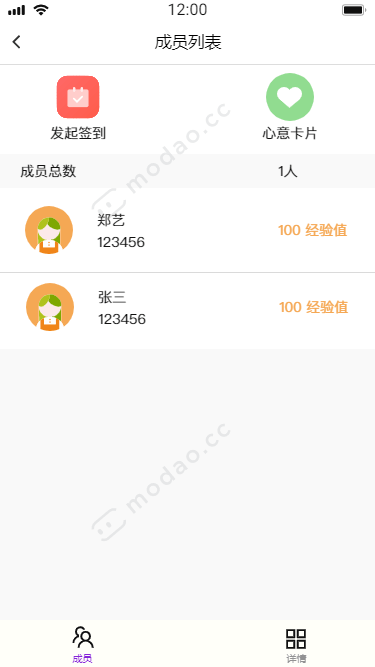 12:00
成员列表
发起签到 心意卡片
成员总数 1人
郑艺
123456
100 经验值
张三
123456
100 经验值
modao.cc
modao.cc
成员 详情